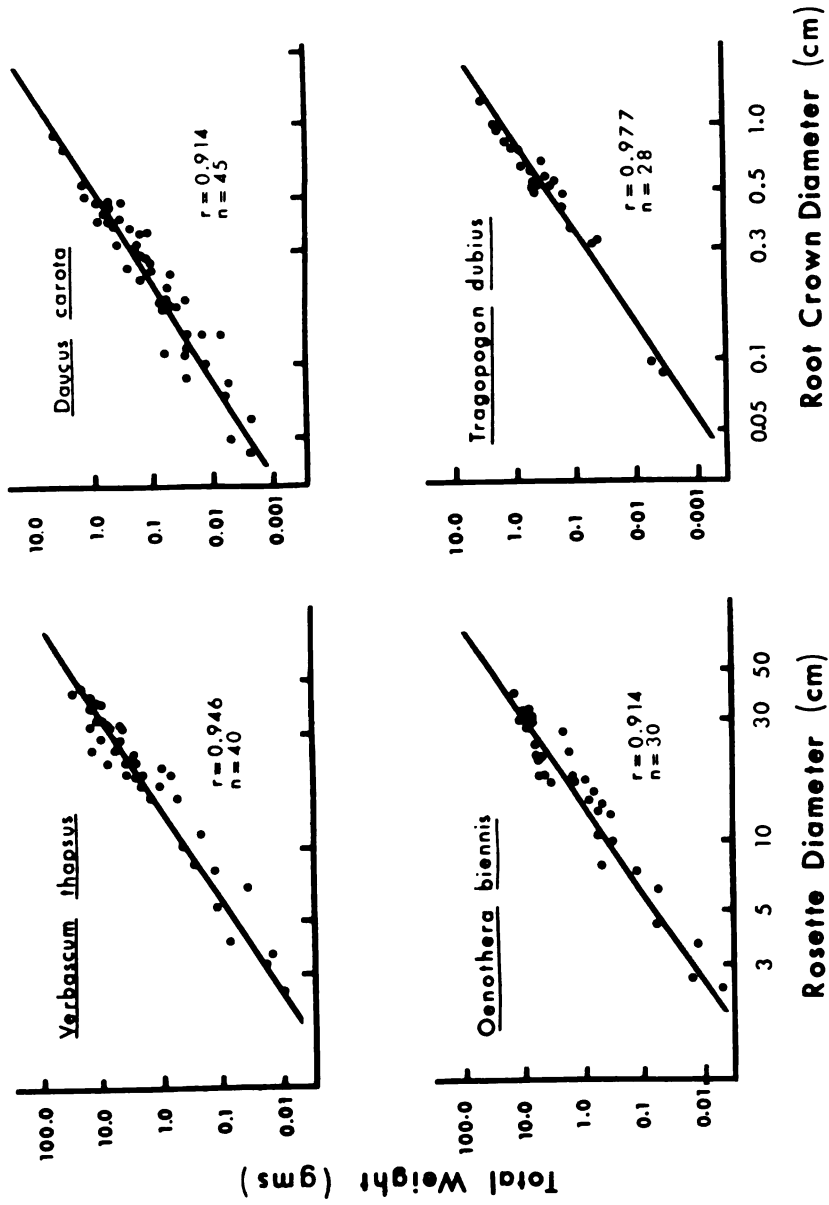 Total Weight (gms)
Verbascum thapsus
100.0
10.0
1.0
0.1
0.01
r = 0.946
n = 40
Daucus carota
10.0
1.0
0.1
0.01
0.001
r = 0.914
n = 45
Oenothera biennis
100.0
10.0
1.0
0.1
0.01
r = 0.914
n = 30
3
5
10
30
50
Rosette Diameter (cm)
Tragopogon dubius
10.0
1.0
0.1
0.01
0.001
r = 0.977
n = 28
0.05
0.1
0.3
0.5
1.0
Root Crown Diameter (cm)